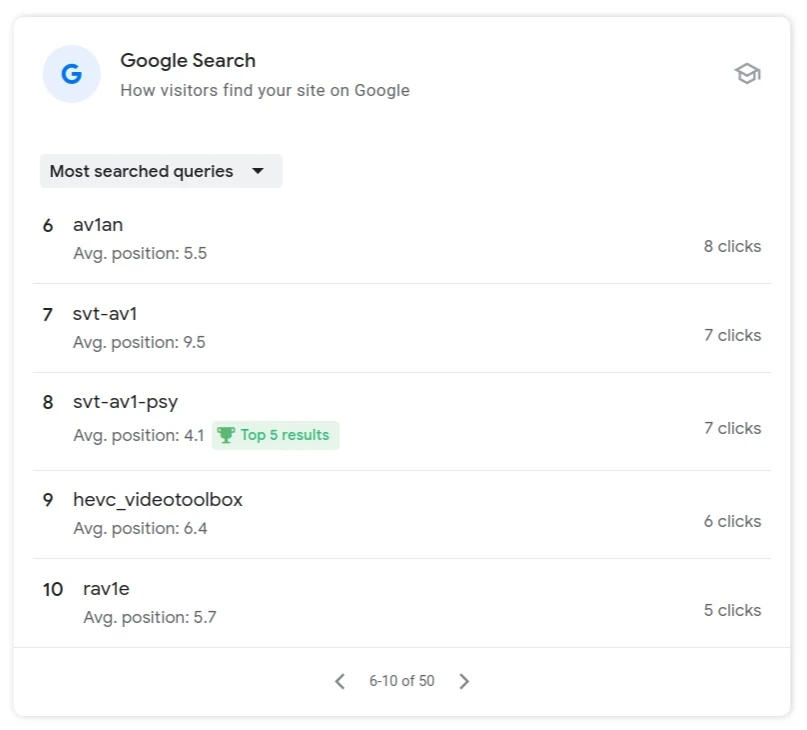 Google Search
How visitors find your site on Google
Most searched queries
6 av1an
Avg. position: 5.5
8 clicks
7 svt-av1
Avg. position: 9.5
7 clicks
8 svt-av1-psy
Avg. position: 4.1 Top 5 results
7 clicks
9 hevc_videotoolbox
Avg. position: 6.4
6 clicks
10 rav1e
Avg. position: 5.7
5 clicks
6-10 of 50